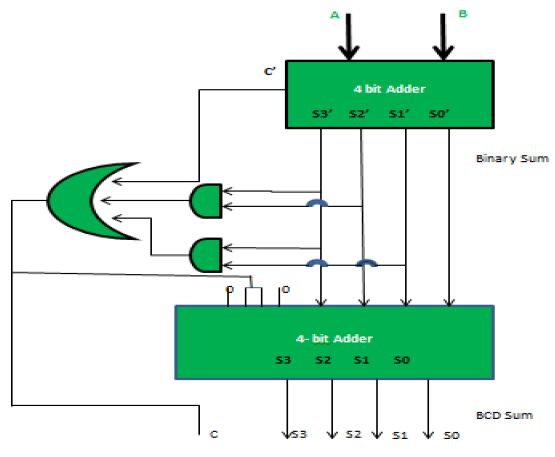 A B
C'
4 bit Adder
S3' S2' S1' S0'
Binary Sum
0 0
4- bit Adder
S3 S2 S1 S0
BCD Sum
C S3 S2 S1 S0